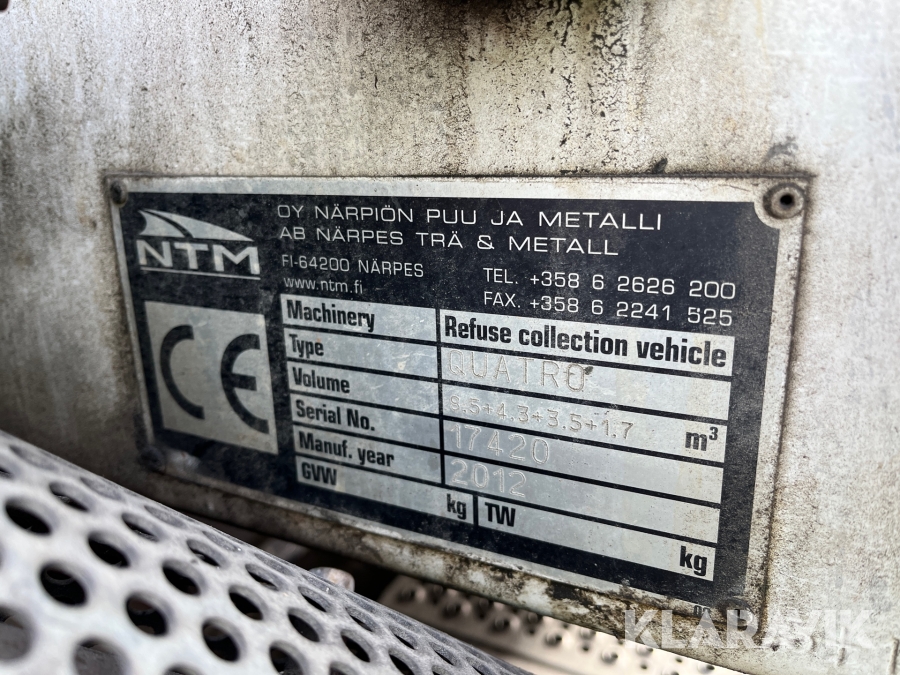 NTM
OY NÄRPIÖN PUU JA METALLI
AB NÄRPES TRÄ & METALL
FI-64200 NÄRPES
www.ntm.fi
TEL. +358 6 2626 200
FAX. +358 6 2241 525
CE
Machinery Refuse collection vehicle
Type QUATRO
Volume 8.5+4.3+3.5+1.7 m³
Serial No. 17420
Manuf. year 2012
GVW kg TW kg
KLARAVIK